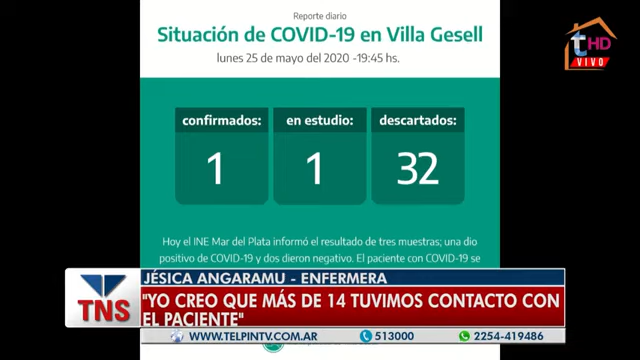 Reporte diario
Situación de COVID-19 en Villa Gesell
lunes 25 de mayo del 2020 -19:45 hs.
t HD
VIVO
confirmados:
1
en estudio:
1
descartados:
32
Hoy el INE Mar del Plata informó el resultado de tres muestras; una dio
positivo de COVID-19 y dos dieron negativo. El paciente con COVID-19 se
TNS
JÉSICA ANGARAMU - ENFERMERA
"YO CREO QUE MÁS DE 14 TUVIMOS CONTACTO CON
EL PACIENTE"
WWW.TELPINTV.COM.AR
513000
2254-419486